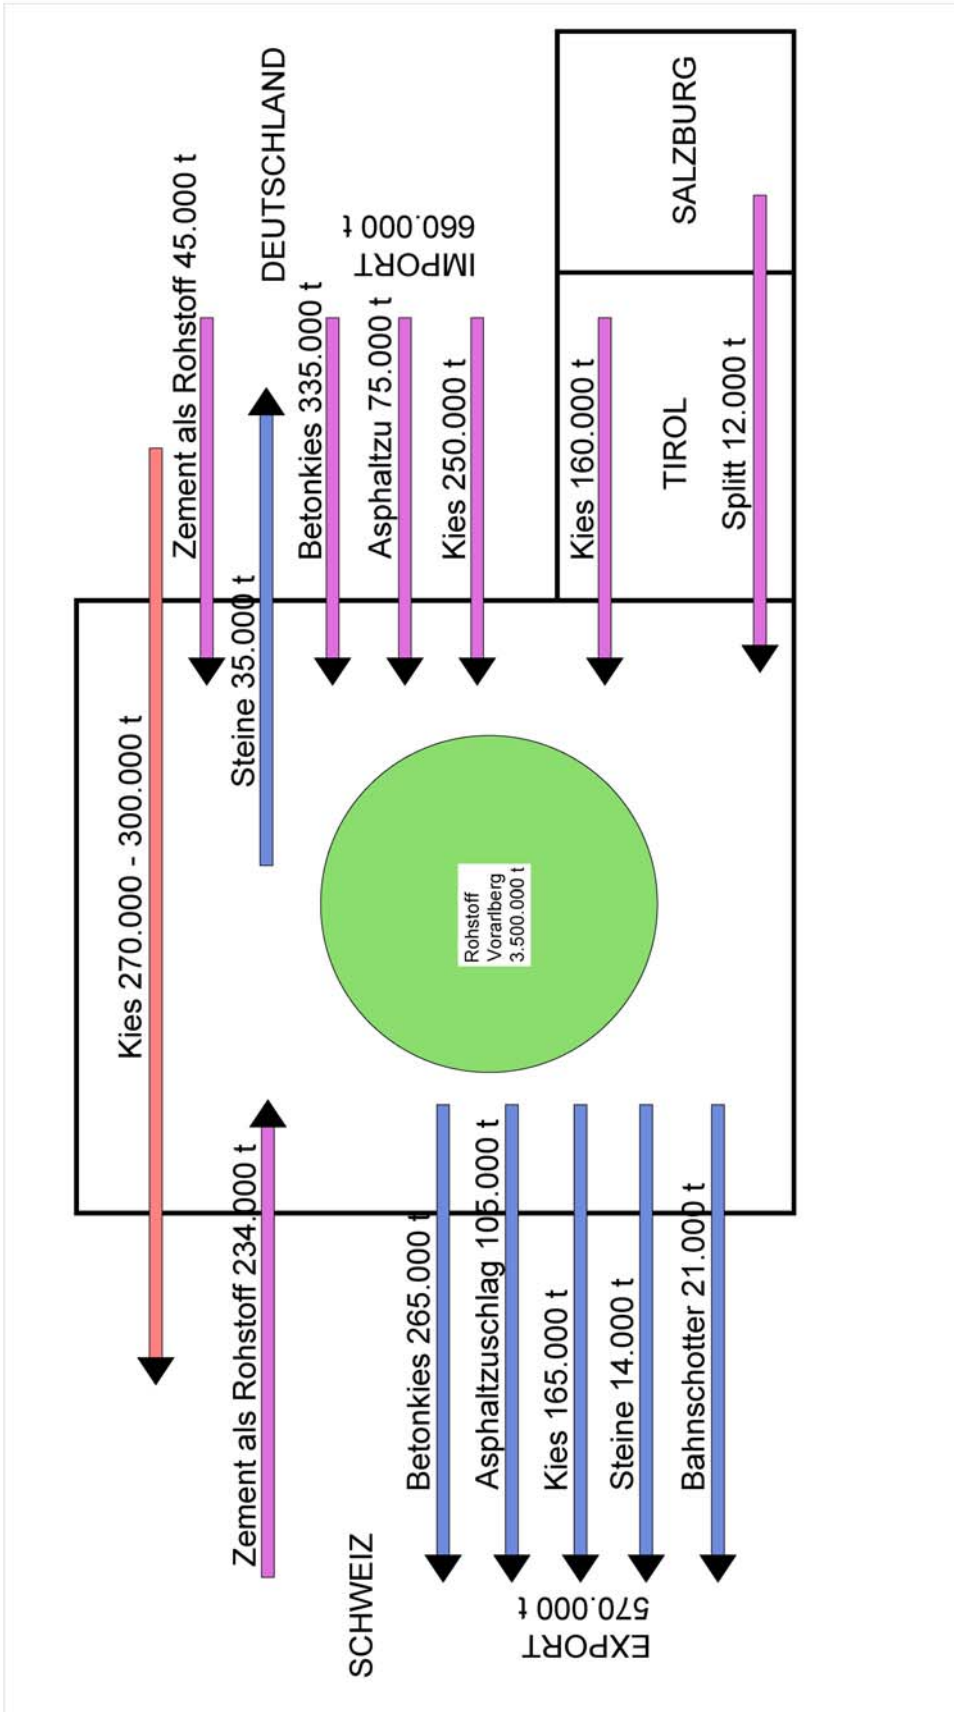 Kies 270.000 - 300.000 t
Zement als Rohstoff 45.000 t
Zement als Rohstoff 234.000 t
Steine 35.000 t
DEUTSCHLAND
SCHWEIZ
Betonkies 335.000 t
Asphaltzu 75.000 t
Kies 250.000 t
IMPORT
660.000 t
Betonkies 265.000 t
Asphaltzuschlag 105.000 t
Kies 165.000 t
Steine 14.000 t
Bahnschotter 21.000 t
EXPORT
570.000 t
Rohstoff
Vorarlberg
3.500.000 t
Kies 160.000 t
TIROL
SALZBURG
Splitt 12.000 t